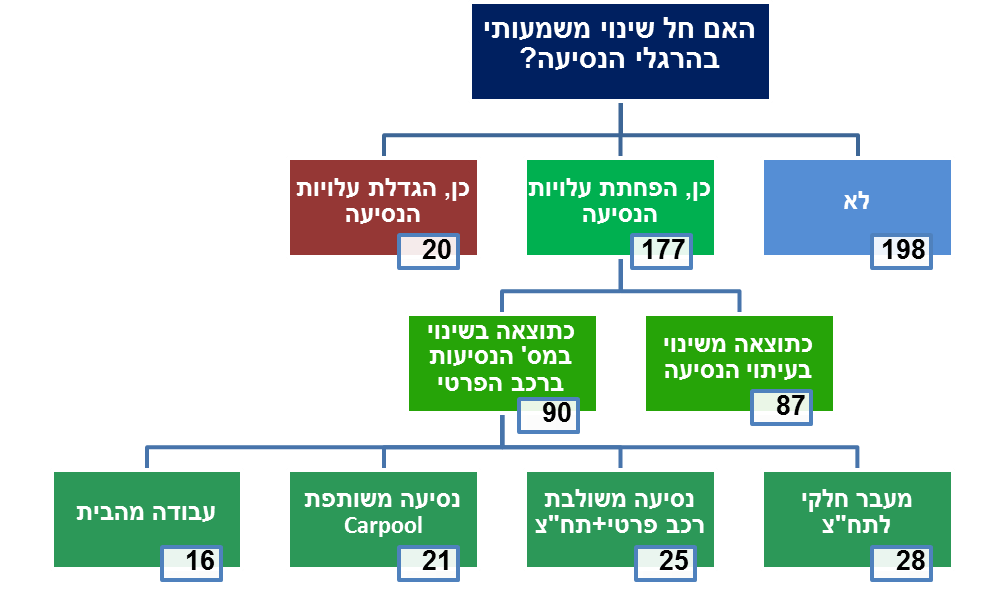 האם חל שינוי משמעותי
בהרגלי הנסיעה?
לא
198
כן, הפחתת עלויות
הנסיעה
177
כן, הגדלת עלויות
הנסיעה
20
כתוצאה משינוי
בעיתוי הנסיעה
87
כתוצאה בשינוי
במס' הנסיעות
ברכב הפרטי
90
מעבר חלקי
לתח"צ
28
נסיעה משולבת
רכב פרטי+תח"צ
25
נסיעה משותפת
Carpool
21
עבודה מהבית
16